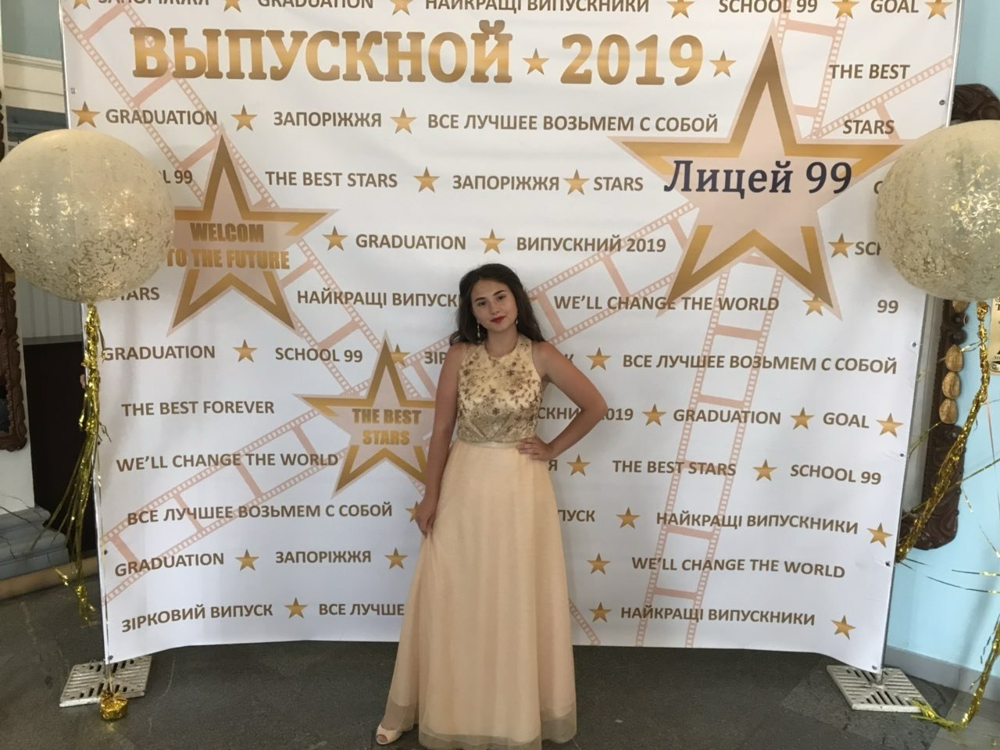 ЗАПОРІЖЖЯ GRADUATION НАЙКРАЩІ ВИПУСКНИКИ SCHOOL 99 GOAL
ВЫПУСКНОЙ 2019
THE BEST
GRADUATION ЗАПОРІЖЖЯ ВСЕ ЛУЧШЕЕ ВОЗЬМЕМ С СОБОЙ STARS
L 99 THE BEST STARS ЗАПОРІЖЖЯ STARS Лицей 99
WELCOM
TO THE FUTURE
GRADUATION ВИПУСКНИЙ 2019
STARS НАЙКРАЩІ ВИПУСК WE'LL CHANGE THE WORLD 99
GRADUATION SCHOOL 99 ЗІР К ВСЕ ЛУЧШЕЕ ВОЗЬМЕМ С СОБОЙ
THE BEST FOREVER СКНИ 2019 GRADUATION GOAL
THE BEST
STARS
WE'LL CHANGE THE WORLD Я THE BEST STARS SCHOOL 99
ВСЕ ЛУЧШЕЕ ВОЗЬМЕМ С СОБОЙ ПУСК НАЙКРАЩІ ВИПУСКНИКИ
GRADUATION ЗАПОРІЖЖЯ WE'LL CHANGE THE WORLD
ЗІРКОВИЙ ВИПУСК ВСЕ ЛУЧШЕ НАЙКРАЩІ ВИПУСКНИКИ